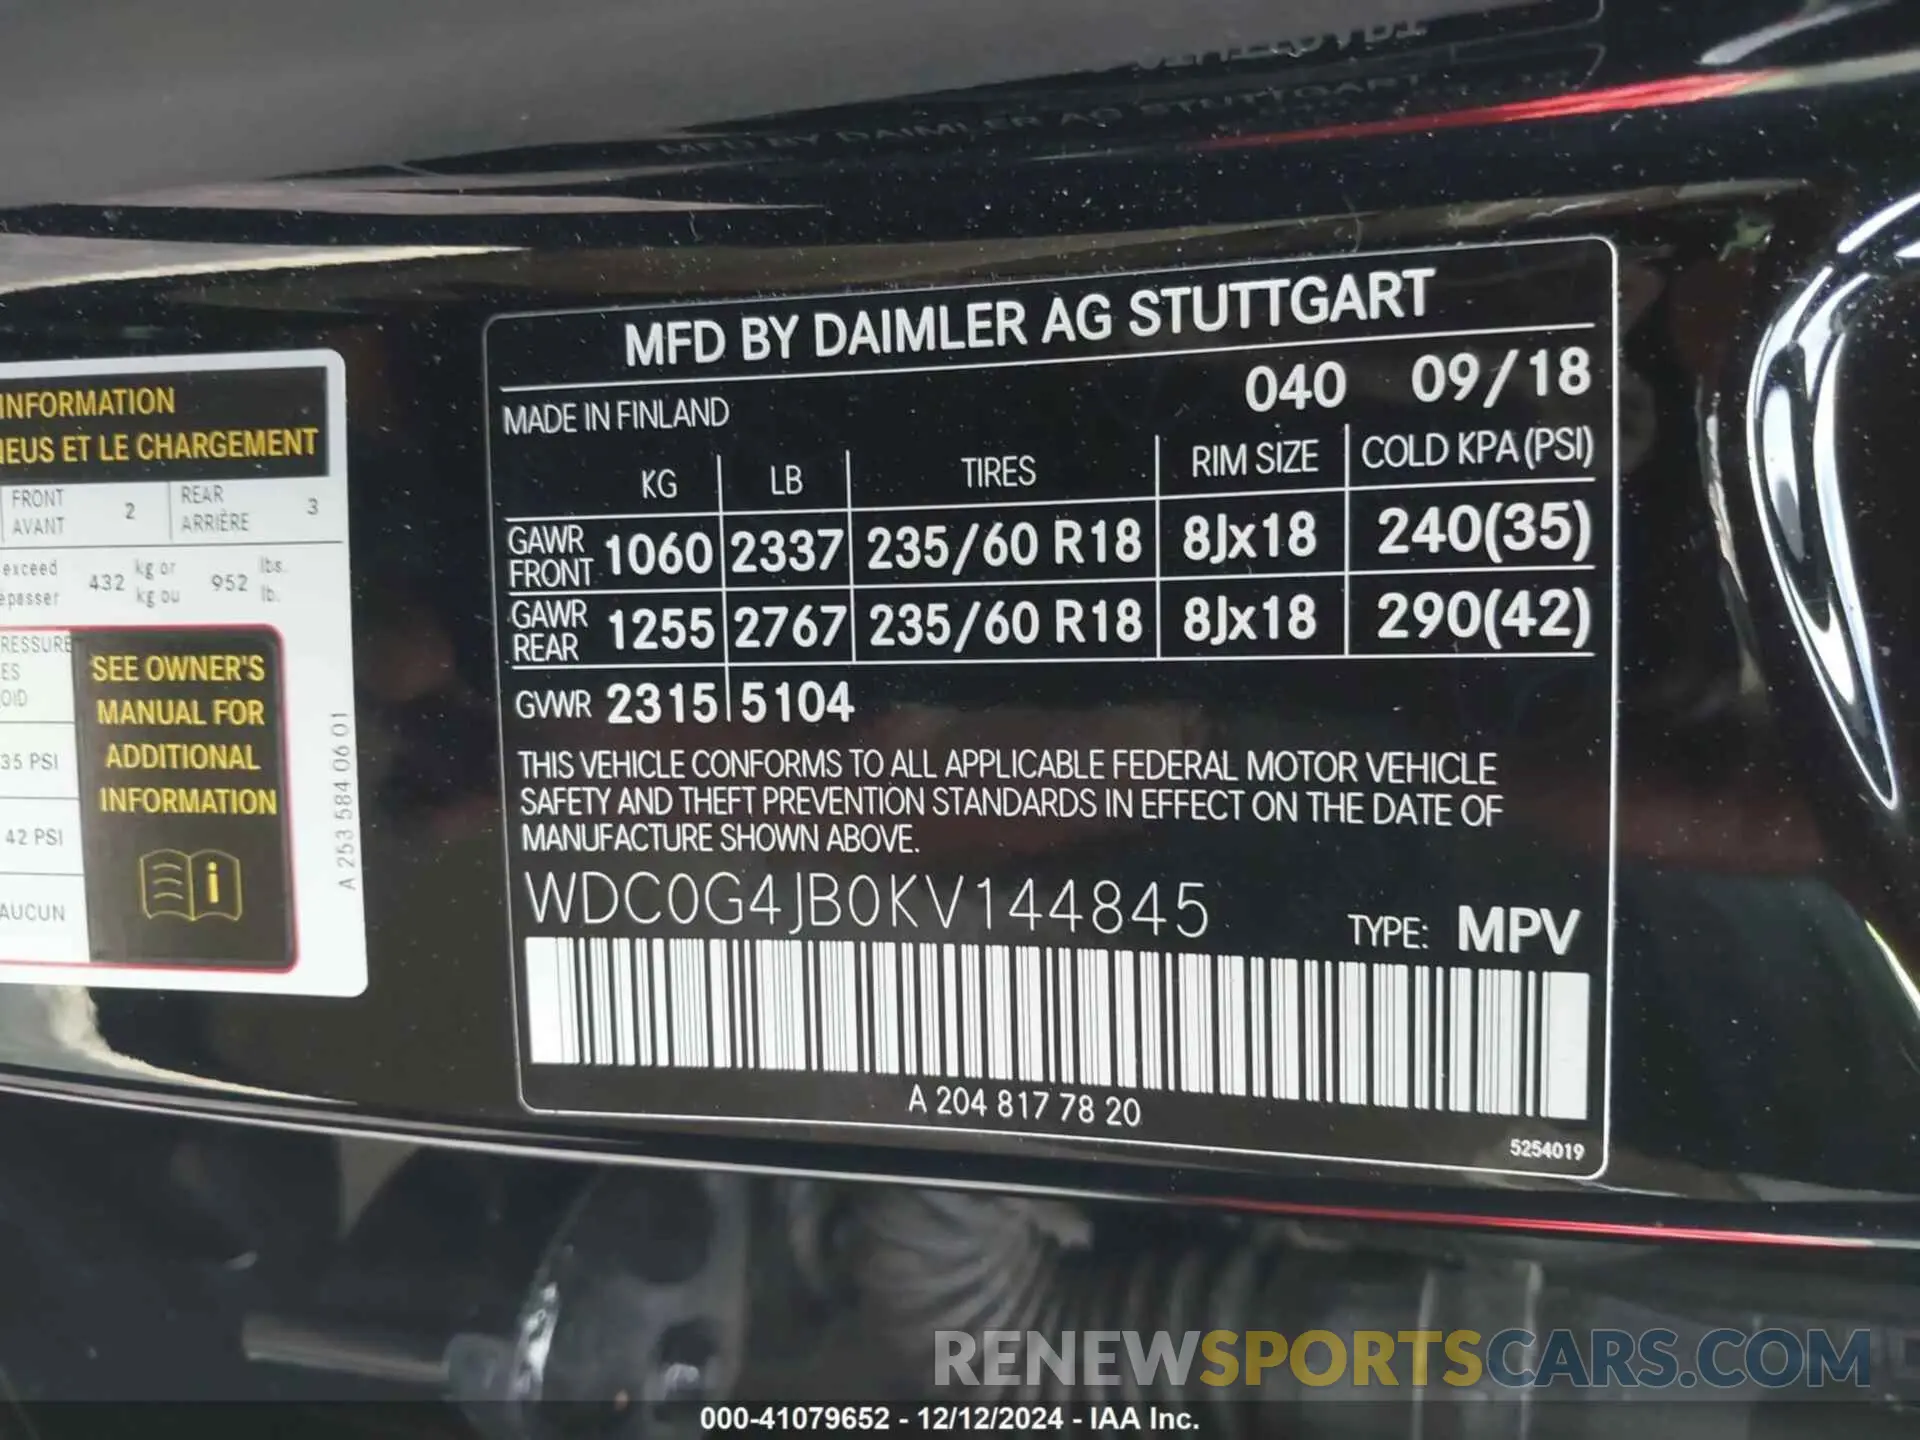 MFD BY DAIMLER AG STUTTGART
MADE IN FINLAND 040 09/18
KG LB TIRES RIM SIZE COLD KPA (PSI)
GAWR FRONT 1060 2337 235/60 R18 8Jx18 240(35)
GAWR REAR 1255 2767 235/60 R18 8Jx18 290(42)
GVWR 2315 5104
THIS VEHICLE CONFORMS TO ALL APPLICABLE FEDERAL MOTOR VEHICLE
SAFETY AND THEFT PREVENTION STANDARDS IN EFFECT ON THE DATE OF
MANUFACTURE SHOWN ABOVE.
WDC0G4JB0KV144845 TYPE: MPV
A 204 817 78 20
5254019
INFORMATION
ET LE CHARGEMENT
FRONT 2 REAR 3
AVANT ARRIÈRE
exceed 432 kg or 952 lbs.
kg ou lb.
SEE OWNER'S
MANUAL FOR
ADDITIONAL
INFORMATION
35 PSI
42 PSI
AUCUN
A 253 584 06 01
MFD BY DAIMLER AG STUTTGART
RENEWSPORTSCARS.COM
000-41079652 - 12/12/2024 - IAA Inc.